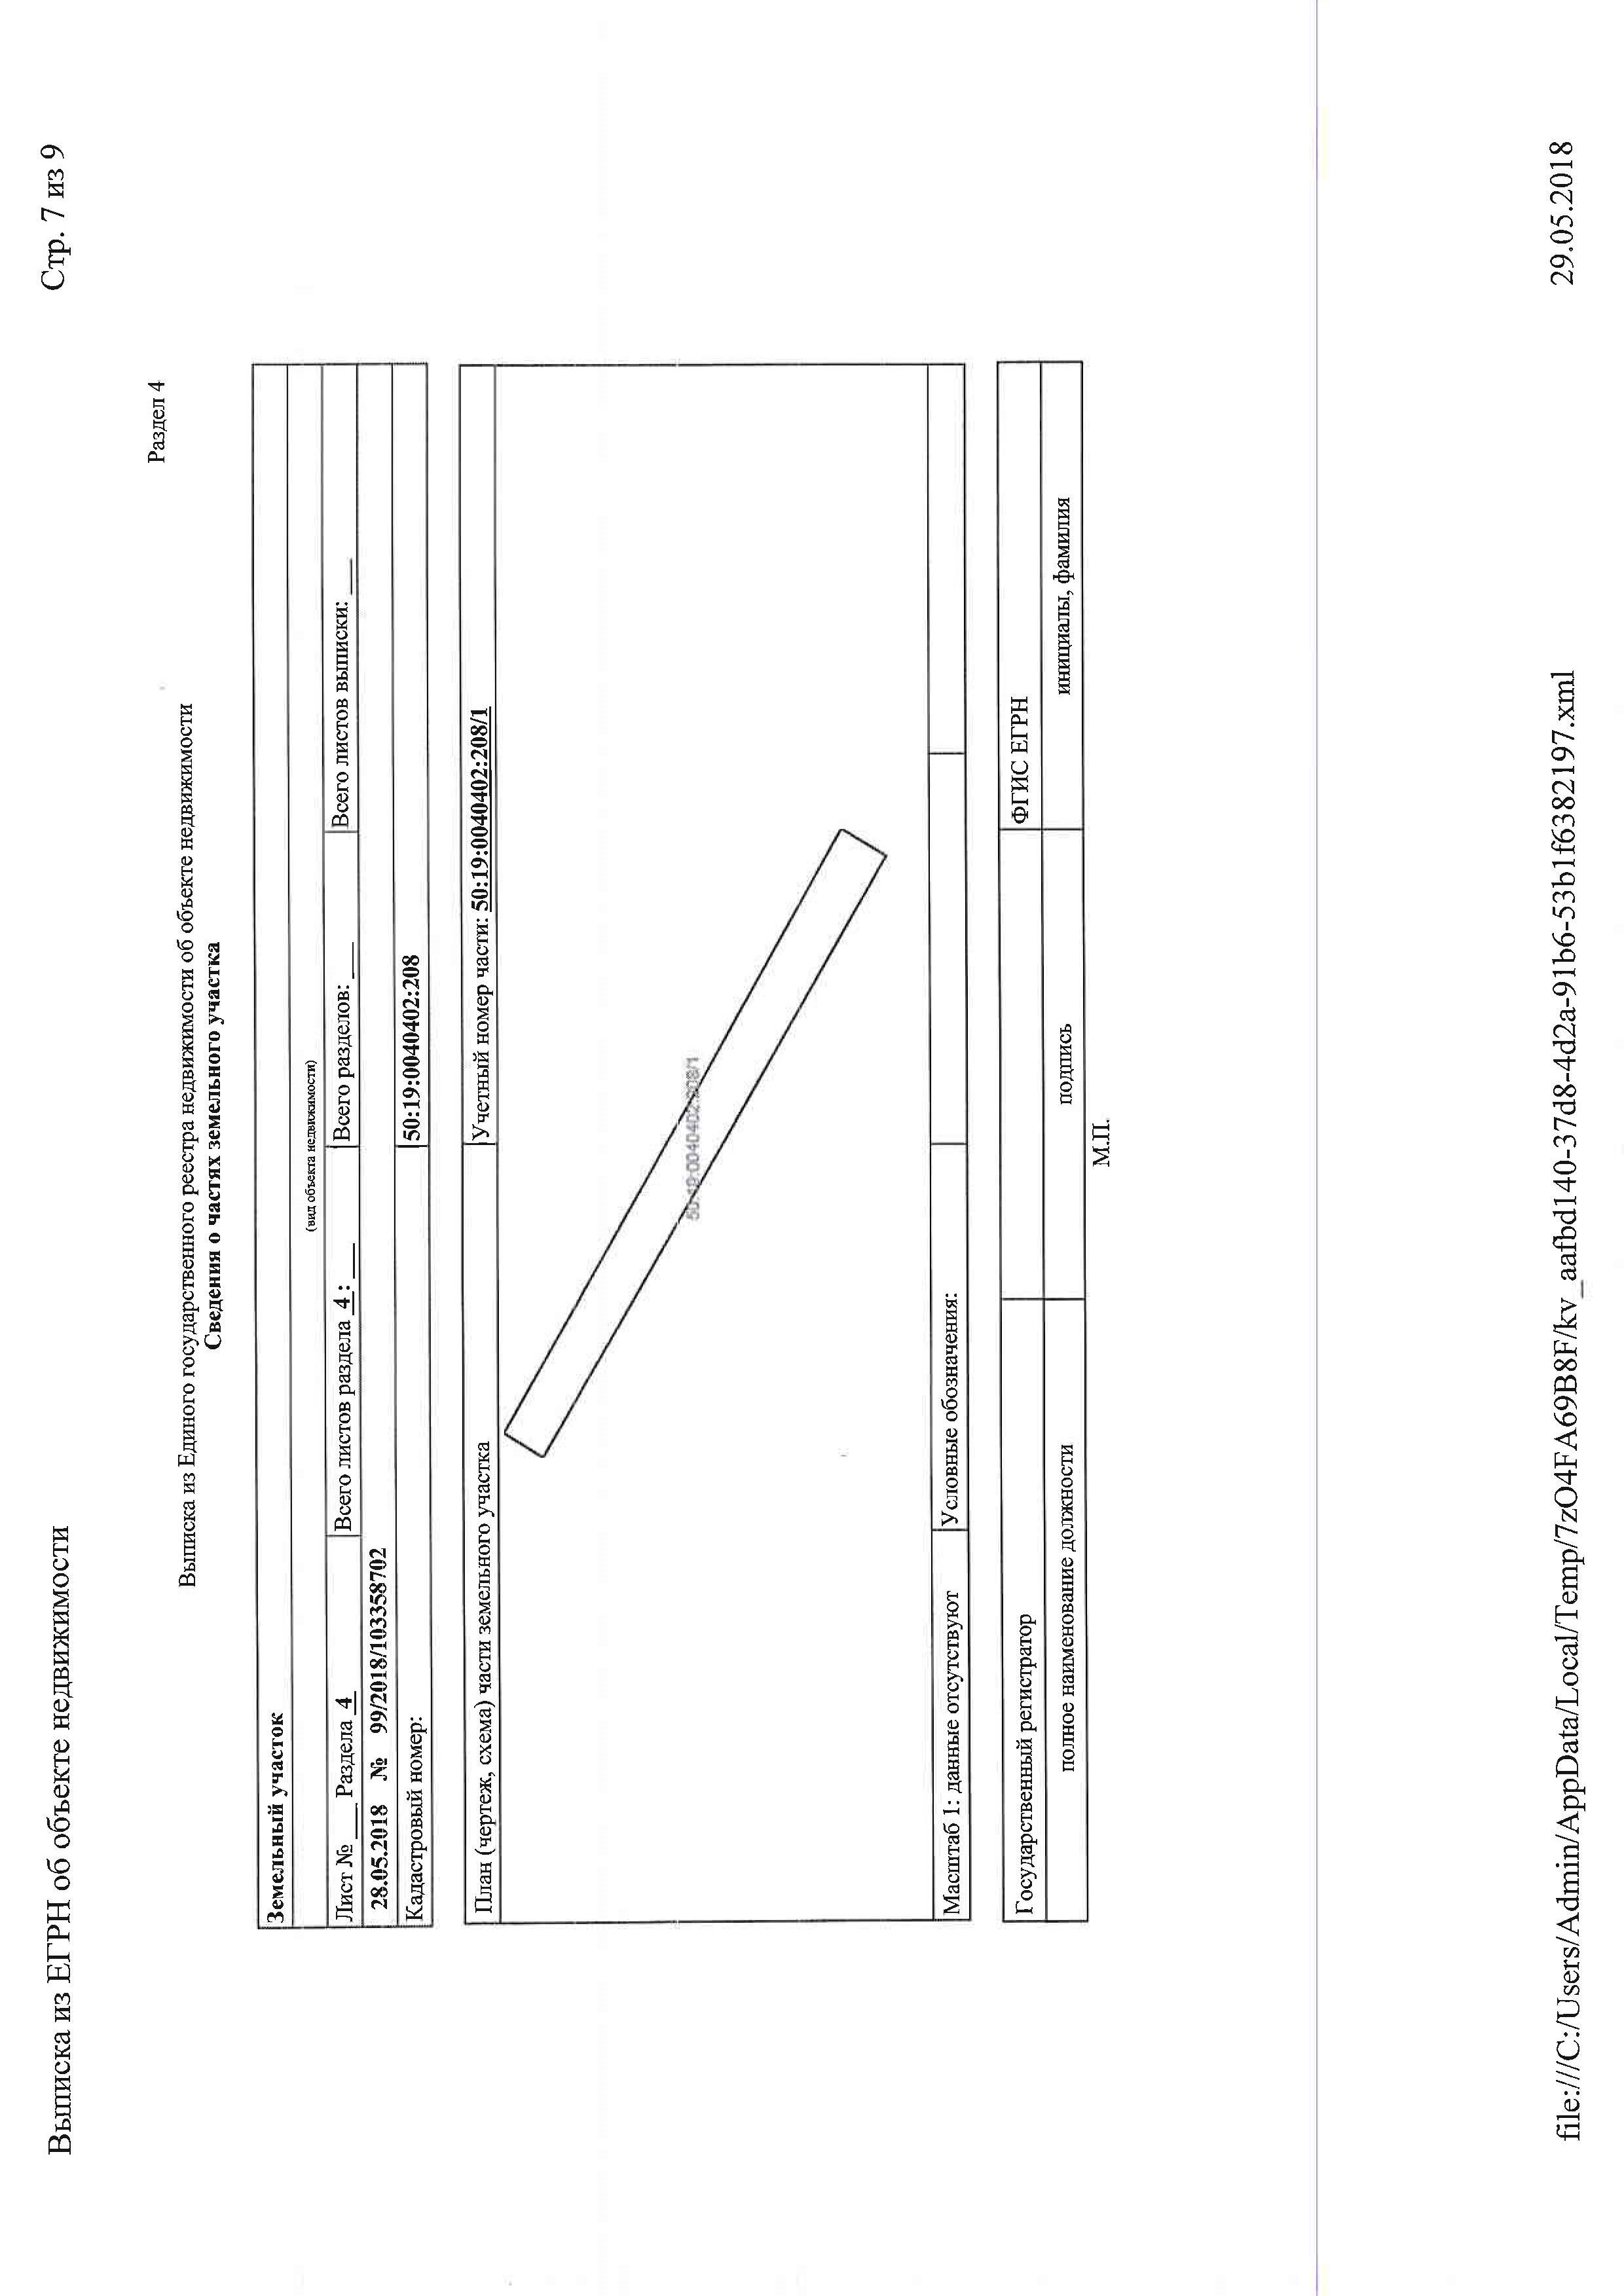 Выписка из ЕГРН об объекте недвижимости Стр. 7 из 9
Раздел 4
Выписка из Единого государственного реестра недвижимости об объекте недвижимости
Сведения о частях земельного участка
Земельный участок
(вид объекта недвижимости)
Лист № ___ Раздела 4 Всего листов раздела 4 : ___ Всего разделов: ___ Всего листов выписки: ___
28.05.2018 № 99/2018/103358702
Кадастровый номер: 50:19:0040402:208
План (чертеж, схема) части земельного участка Учетный номер части: 50:19:0040402:208/1
50:19:0040402:208/1
Масштаб 1: данные отсутствуют Условные обозначения:
Государственный регистратор ФГИС ЕГРН
полное наименование должности подпись инициалы, фамилия
М.П.
file:///C:/Users/Admin/AppData/Local/Temp/7zO4FA69B8F/kv_aafbd140-37d8-4d2a-91b6-53b1f6382197.xml 29.05.2018